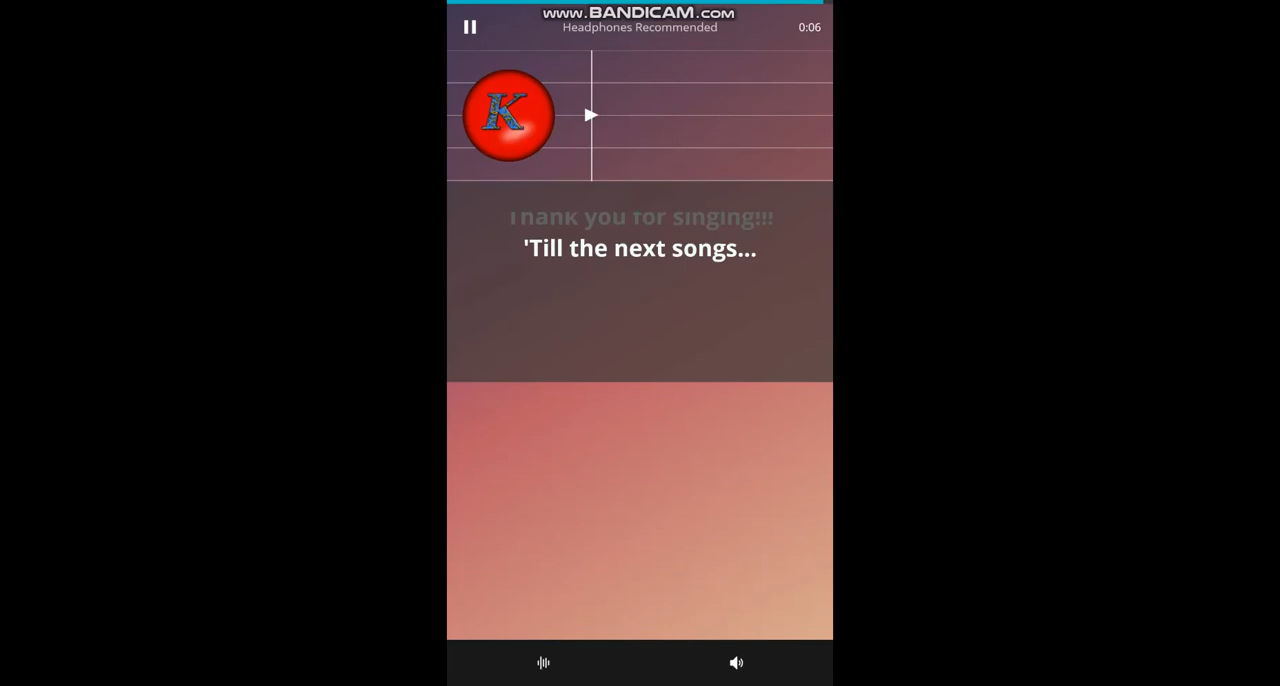 www.BANDICAM.com
Headphones Recommended
0:06
K
Thank you for singing!!!
'Till the next songs...